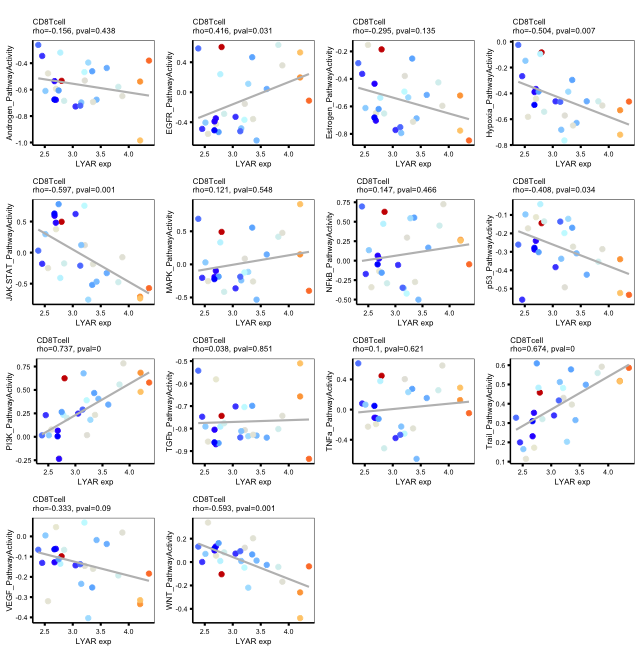 CD8Tcell
rho=-0.156, pval=0.438
Androgen_PathwayActivity
0.0
-0.4
-0.6
-1.0
2.5
3.0
3.5
4.0
LYAR exp
CD8Tcell
rho=0.416, pval=0.031
EGFR_PathwayActivity
0.4
0.0
-0.4
2.5
3.0
3.5
4.0
LYAR exp
CD8Tcell
rho=-0.295, pval=0.135
Estrogen_PathwayActivity
-0.2
-0.4
-0.6
-0.8
2.5
3.0
3.5
4.0
LYAR exp
CD8Tcell
rho=-0.504, pval=0.007
Hypoxia_PathwayActivity
0.0
-0.2
-0.4
-0.6
-0.8
2.5
3.0
3.5
4.0
LYAR exp
CD8Tcell
rho=-0.597, pval=0.001
JAK-STAT_PathwayActivity
0.5
0.0
-0.5
2.5
3.0
3.5
4.0
LYAR exp
CD8Tcell
rho=0.121, pval=0.548
MAPK_PathwayActivity
0.5
0.0
-0.5
2.5
3.0
3.5
4.0
LYAR exp
CD8Tcell
rho=0.147, pval=0.466
NFkB_PathwayActivity
0.75
0.50
0.25
0.00
-0.25
-0.50
2.5
3.0
3.5
4.0
LYAR exp
CD8Tcell
rho=-0.408, pval=0.034
p53_PathwayActivity
-0.1
-0.2
-0.3
-0.4
-0.5
2.5
3.0
3.5
4.0
LYAR exp
CD8Tcell
rho=0.737, pval=0
PI3K_PathwayActivity
0.75
0.50
0.25
0.00
-0.25
2.5
3.0
3.5
4.0
LYAR exp
CD8Tcell
rho=0.038, pval=0.851
TGFb_PathwayActivity
-0.5
-0.6
-0.7
-0.8
-0.9
2.5
3.0
3.5
4.0
LYAR exp
CD8Tcell
rho=0.1, pval=0.621
TNFa_PathwayActivity
0.4
0.0
-0.4
2.5
3.0
3.5
4.0
LYAR exp
CD8Tcell
rho=0.674, pval=0
Trail_PathwayActivity
0.6
0.5
0.4
0.3
0.2
0.1
2.5
3.0
3.5
4.0
LYAR exp
CD8Tcell
rho=-0.333, pval=0.09
VEGF_PathwayActivity
0.0
-0.1
-0.2
-0.3
-0.4
2.5
3.0
3.5
4.0
LYAR exp
CD8Tcell
rho=-0.593, pval=0.001
WNT_PathwayActivity
0.2
0.0
-0.2
-0.4
2.5
3.0
3.5
4.0
LYAR exp